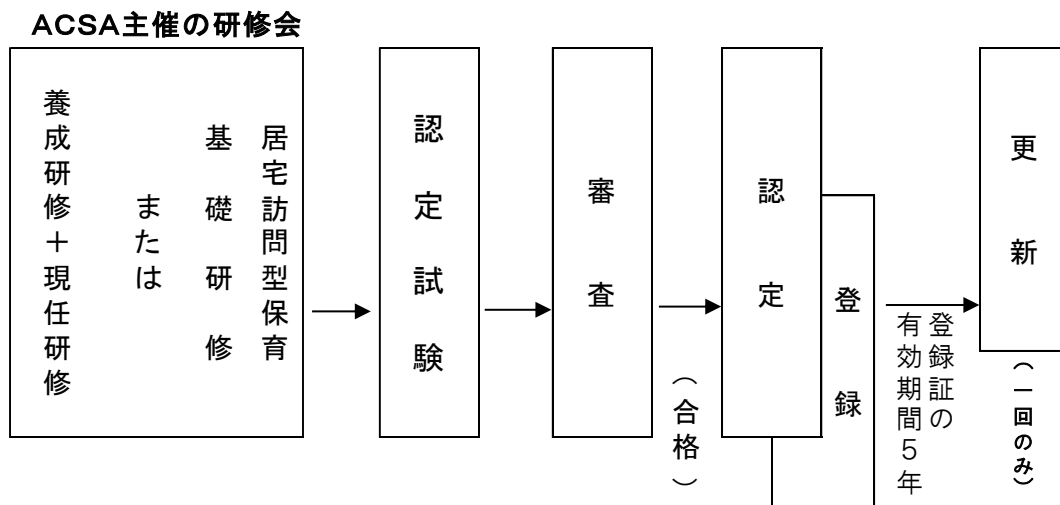 ACSA主催の研修会
居宅訪問型保育
基礎研修
または
養成研修＋現任研修
認定試験
審査
（合格）
認定
登録
登録証の
有効期間５年
更新
（一回のみ）